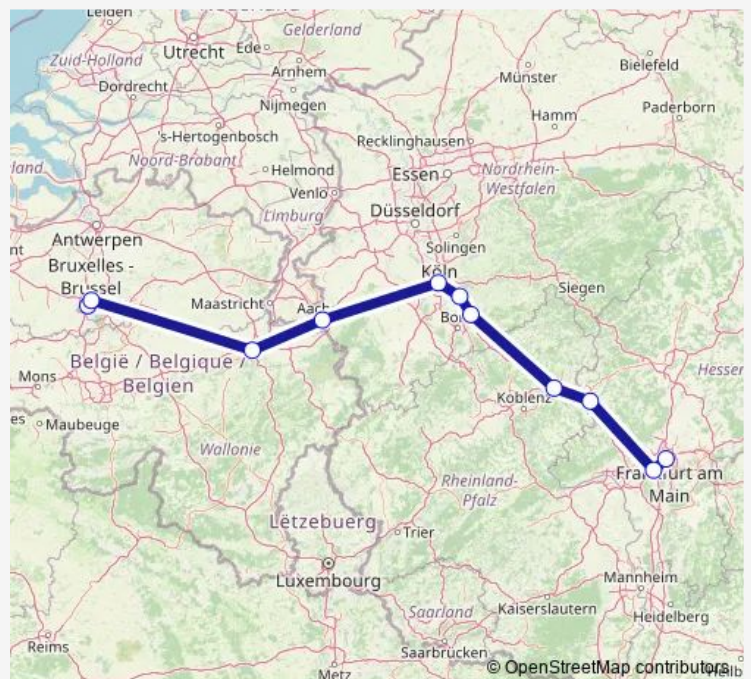 Leiden
Gelderland
Utrecht
Ede
Zuid-Holland
Arnhem
Bielefeld
Dordrecht
Münster
Nijmegen
Paderborn
Hamm
's-Hertogenbosch
Recklinghausen
Noord-Brabant
Helmond
Essen
Nordrhein-
Westfalen
Venlo
Düsseldorf
Limburg
Antwerpen
Solingen
Bruxelles -
Brussel
Köln
Siegen
Maastricht
België / Belgique /
Belgien
Mons
Koblenz
Maubeuge
Wallonie
Frankfurt am
Main
Rheinland-
Pfalz
Lëtzebuerg
Trier
Luxembourg
Mannheim
Saarland
Kaiserslautern
Heidelberg
Reims
Saarbrücken
Metz
© OpenStreetMap contributors